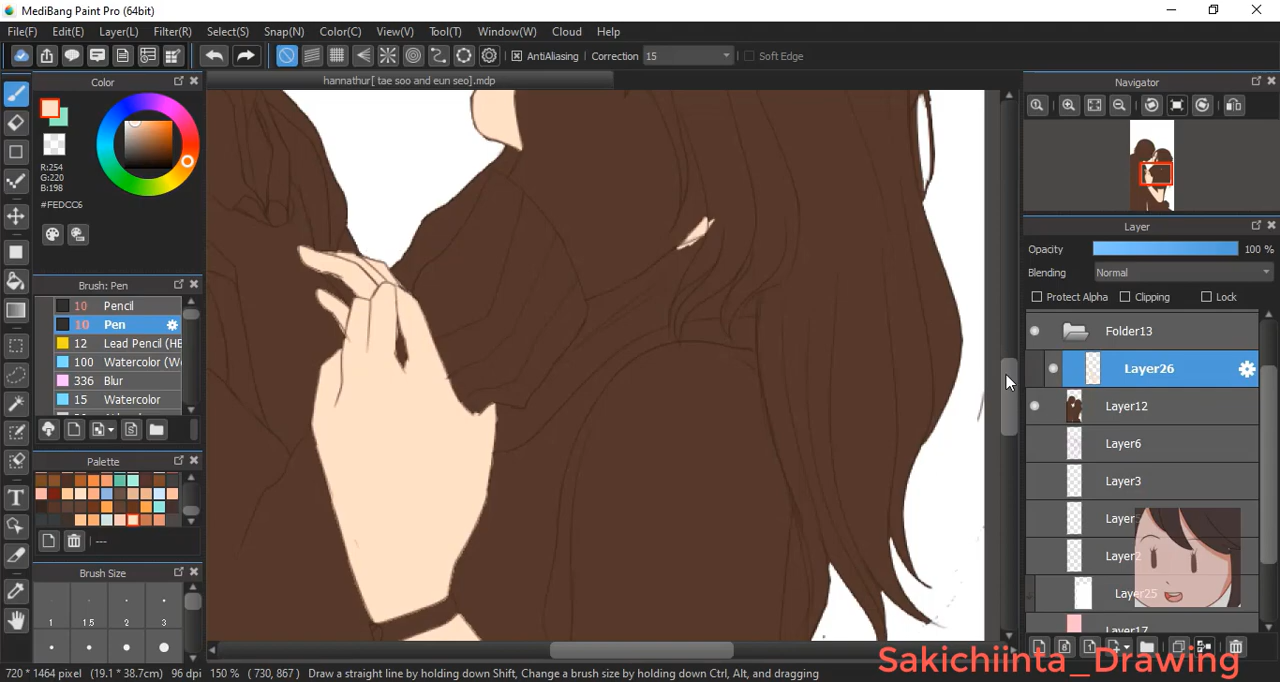 MediBang Paint Pro (64bit)
File(F) Edit(E) Layer(L) Filter(R) Select(S) Snap(N) Color(C) View(V) Tool(T) Window(W) Cloud Help
AntiAliasing Correction 15 Soft Edge
Color
hannathur[ tae soo and eun seo].mdp
Navigator
R:254
G:220
B:198
#FEDCC6
Layer
Opacity 100 %
Blending Normal
Protect Alpha Clipping Lock
Brush: Pen
10 Pencil
10 Pen
12 Lead Pencil (HB
100 Watercolor (W
336 Blur
15 Watercolor
Folder13
Layer26
Layer12
Layer6
Layer3
Layer2
Layer25
Layer17
Palette
---
Brush Size
1 1.5 2 3
720 * 1464 pixel (19.1 * 38.7cm) 96 dpi 150 % ( 730, 867 ) Draw a straight line by holding down Shift, Change a brush size by holding down Ctrl, Alt, and dragging
Sakichiinta_Drawing